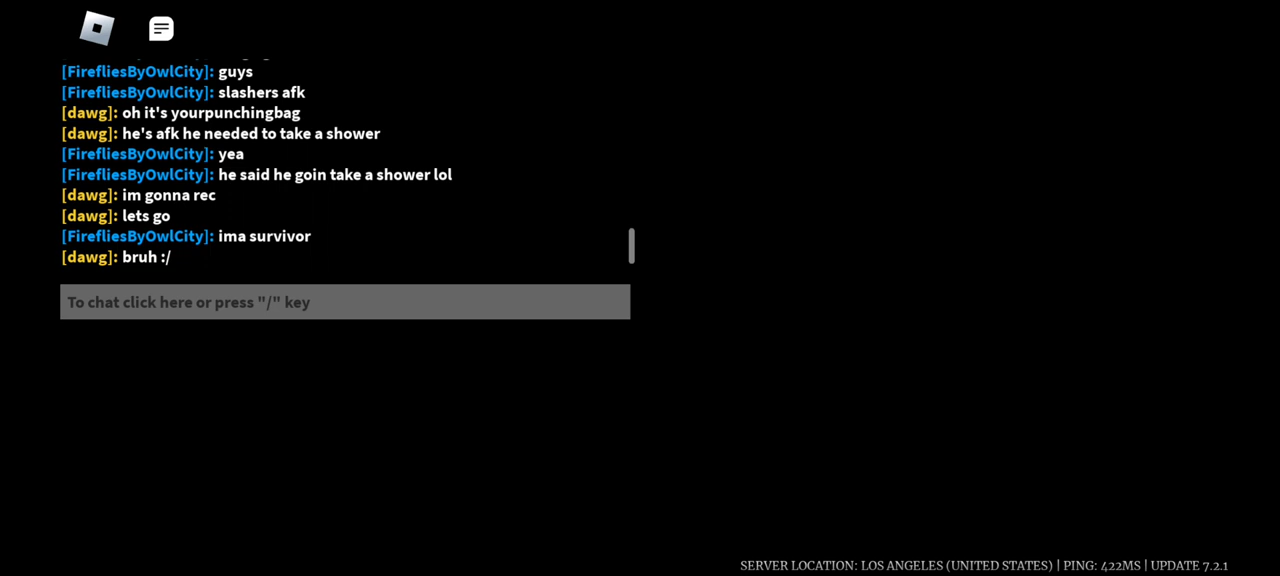 [FirefliesByOwlCity]: guys
[FirefliesByOwlCity]: slashers afk
[dawg]: oh it's yourpunchingbag
[dawg]: he's afk he needed to take a shower
[FirefliesByOwlCity]: yea
[FirefliesByOwlCity]: he said he goin take a shower lol
[dawg]: im gonna rec
[dawg]: lets go
[FirefliesByOwlCity]: ima survivor
[dawg]: bruh :/
To chat click here or press "/" key
SERVER LOCATION: LOS ANGELES (UNITED STATES) | PING: 422MS | UPDATE 7.2.1